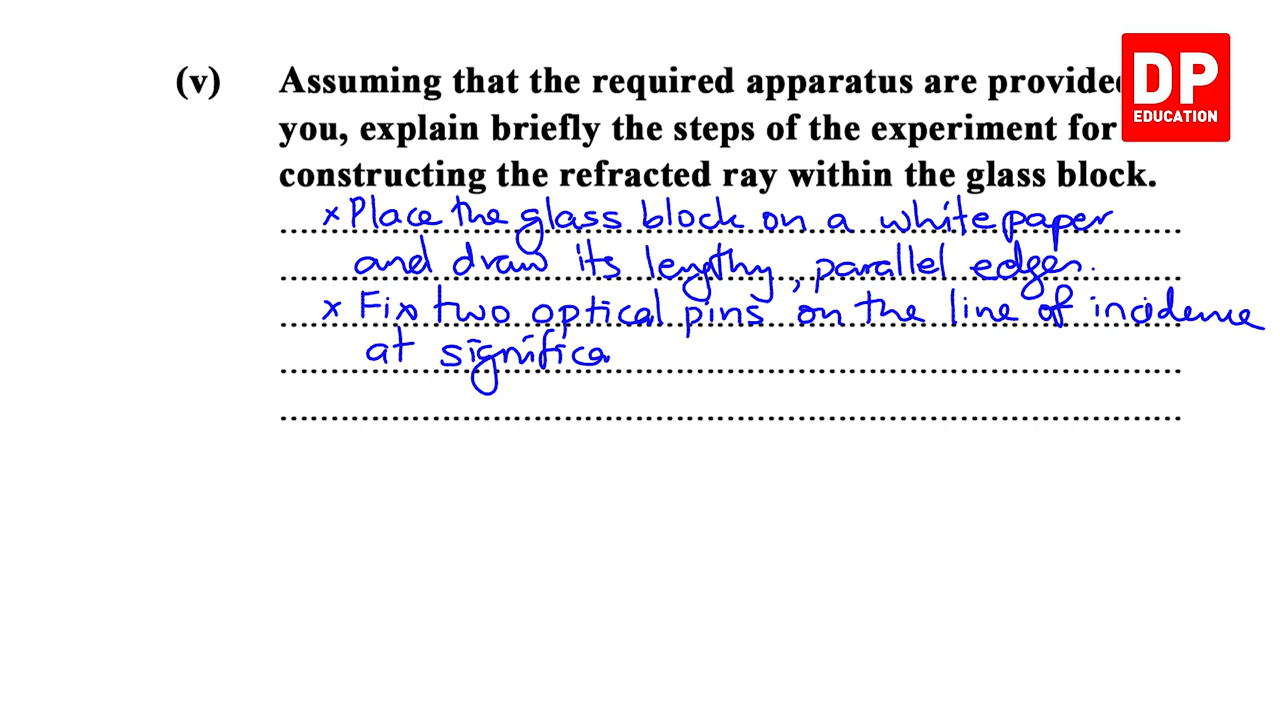 (v) Assuming that the required apparatus are provided
you, explain briefly the steps of the experiment for
constructing the refracted ray within the glass block.
× Place the glass block on a white paper
and draw its lengthy, parallel edges.
× Fix two optical pins on the line of incidence
at significa
DP
EDUCATION